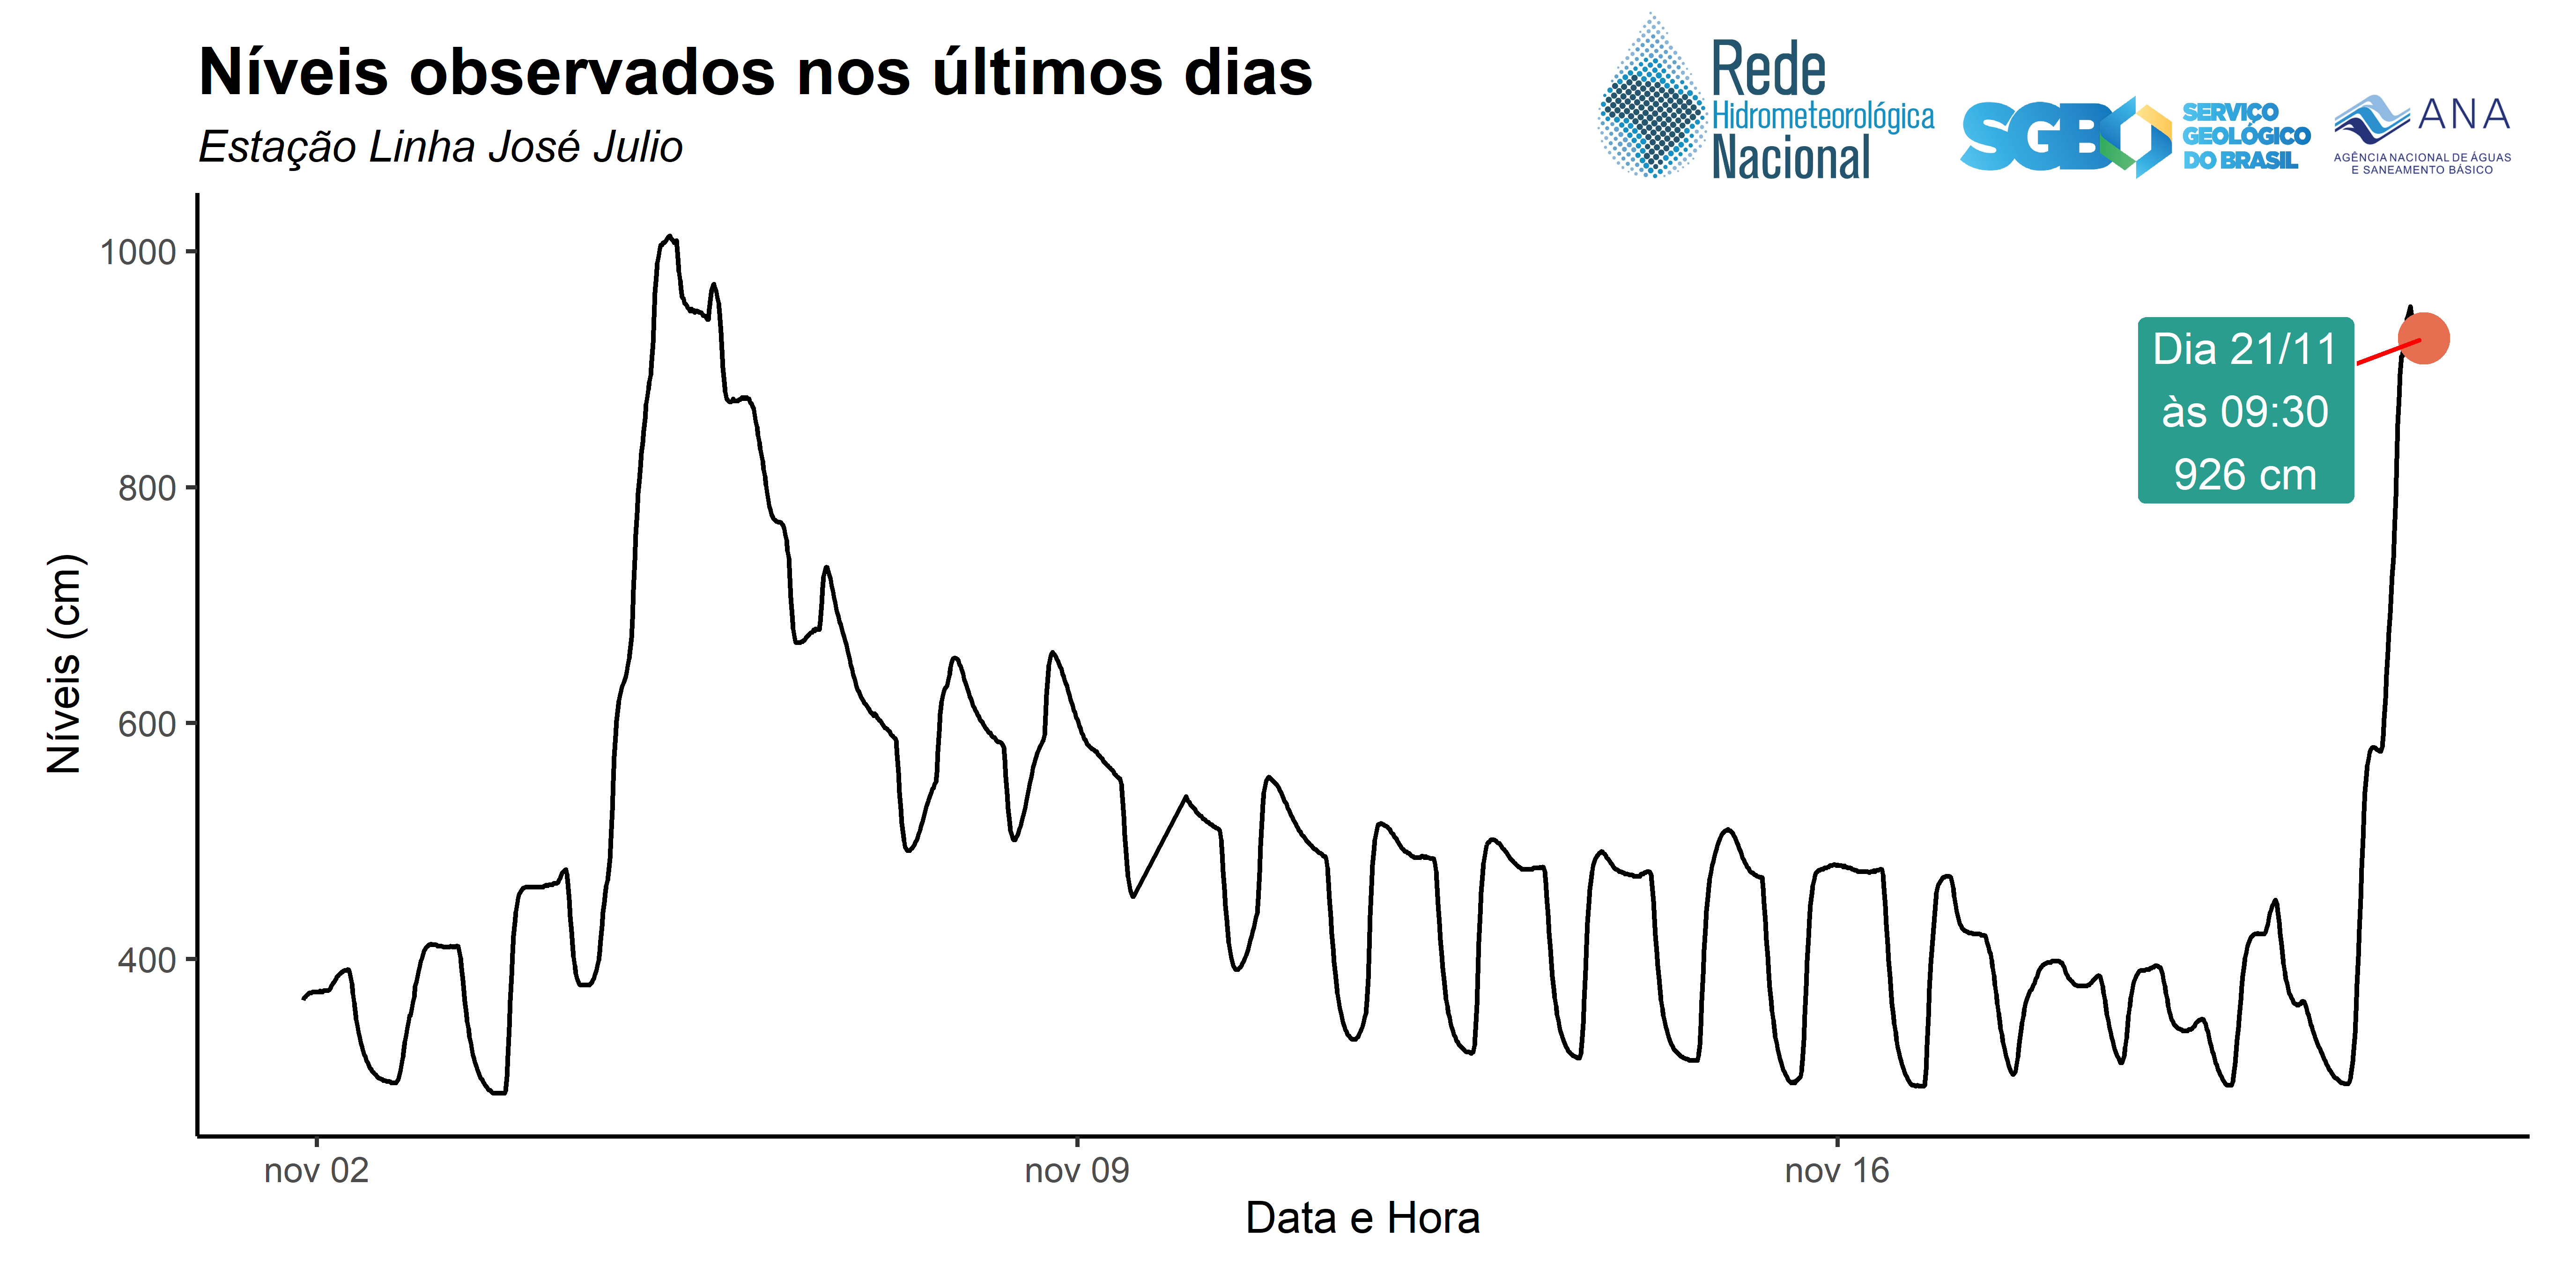 Níveis observados nos últimos dias
Estação Linha José Julio
Rede
Hidrometeorológica
Nacional
SGB
SERVIÇO
GEOLÓGICO
DO BRASIL
ANA
AGÊNCIA NACIONAL DE ÁGUAS
E SANEAMENTO BÁSICO
Níveis (cm)
1000
800
600
400
Dia 21/11
às 09:30
926 cm
nov 02
nov 09
nov 16
Data e Hora